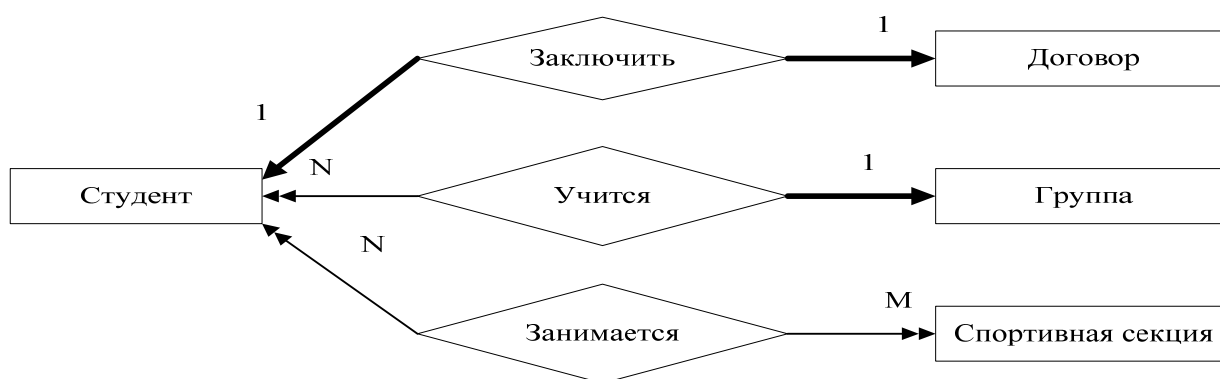 1
Заключить
Договор
1
N
1
Студент
Учится
Группа
N
M
Занимается
Спортивная секция